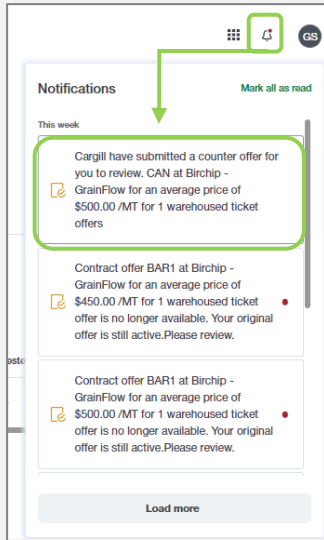 GS
Notifications
Mark all as read
This week
Cargill have submitted a counter offer for
you to review. CAN at Birchip -
GrainFlow for an average price of
$500.00 /MT for 1 warehoused ticket
offers
Contract offer BAR1 at Birchip -
GrainFlow for an average price of
$450.00 /MT for 1 warehoused ticket
offer is no longer available. Your original
offer is still active.Please review.
este
Contract offer BAR1 at Birchip -
GrainFlow for an average price of
$500.00 /MT for 1 warehoused ticket
offer is no longer available. Your original
offer is still active.Please review.
Load more